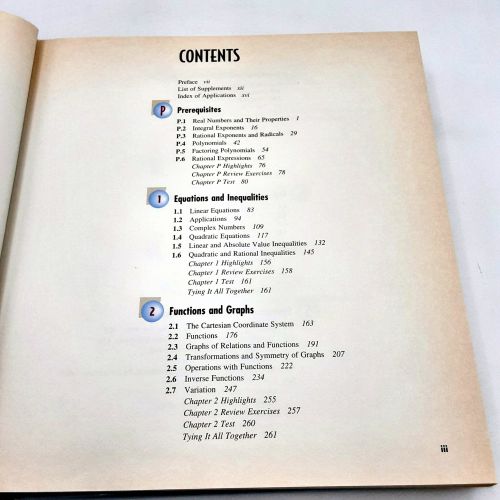 CONTENTS
Preface vii
List of Supplements xii
Index of Applications xvi
P Prerequisites
P.1 Real Numbers and Their Properties 1
P.2 Integral Exponents 16
P.3 Rational Exponents and Radicals 29
P.4 Polynomials 42
P.5 Factoring Polynomials 54
P.6 Rational Expressions 65
Chapter P Highlights 76
Chapter P Review Exercises 78
Chapter P Test 80
1 Equations and Inequalities
1.1 Linear Equations 83
1.2 Applications 94
1.3 Complex Numbers 109
1.4 Quadratic Equations 117
1.5 Linear and Absolute Value Inequalities 132
1.6 Quadratic and Rational Inequalities 145
Chapter 1 Highlights 156
Chapter 1 Review Exercises 158
Chapter 1 Test 161
Tying It All Together 161
2 Functions and Graphs
2.1 The Cartesian Coordinate System 163
2.2 Functions 176
2.3 Graphs of Relations and Functions 191
2.4 Transformations and Symmetry of Graphs 207
2.5 Operations with Functions 222
2.6 Inverse Functions 234
2.7 Variation 247
Chapter 2 Highlights 255
Chapter 2 Review Exercises 257
Chapter 2 Test 260
Tying It All Together 261
iii